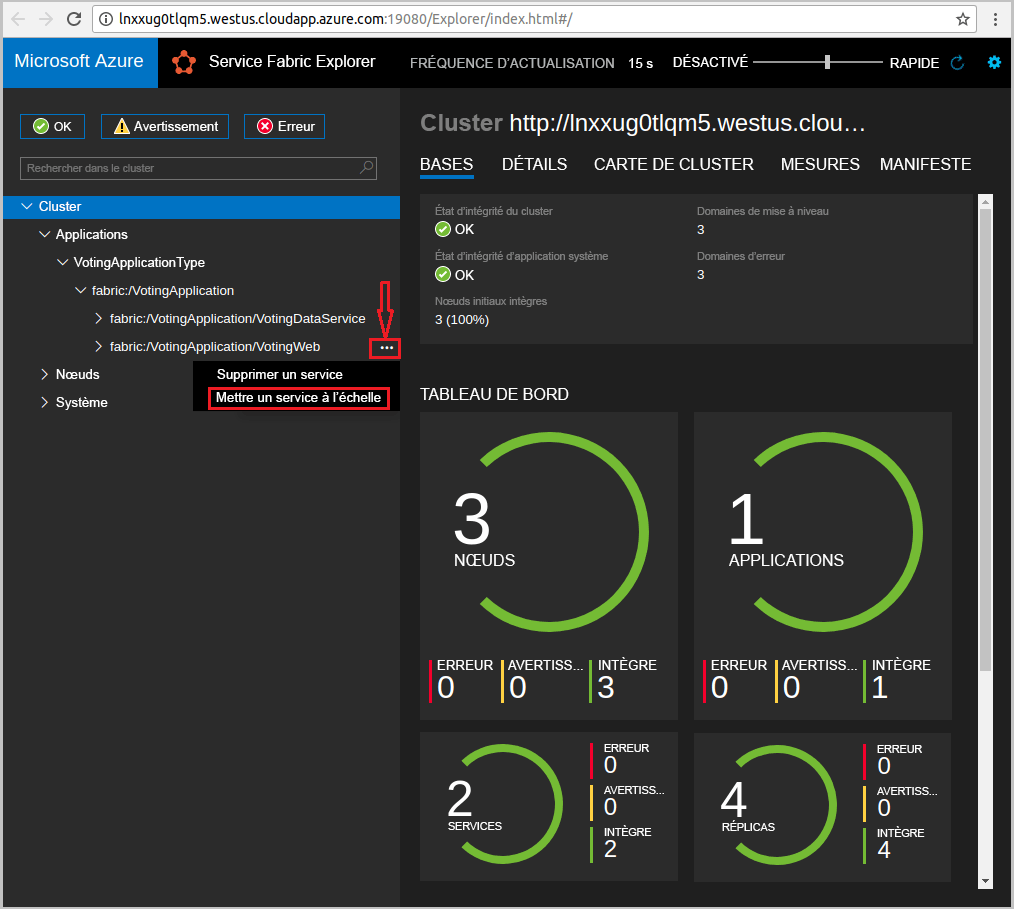 lnxxug0tlqm5.westus.cloudapp.azure.com:19080/Explorer/index.html#/
Microsoft Azure
Service Fabric Explorer
FRÉQUENCE D'ACTUALISATION 15 s DÉSACTIVÉ RAPIDE
OK Avertissement Erreur
Rechercher dans le cluster
Cluster
Applications
VotingApplicationType
fabric:/VotingApplication
fabric:/VotingApplication/VotingDataService
fabric:/VotingApplication/VotingWeb
Supprimer un service
Mettre un service à l'échelle
Nœuds
Système
Cluster http://lnxxug0tlqm5.westus.clou…
BASES DÉTAILS CARTE DE CLUSTER MESURES MANIFESTE
État d'intégrité du cluster
OK
État d'intégrité d'application système
OK
Nœuds initiaux intègres
3 (100%)
Domaines de mise à niveau
3
Domaines d'erreur
3
TABLEAU DE BORD
3
NŒUDS
ERREUR AVERTISS... INTÈGRE
0 0 3
1
APPLICATIONS
ERREUR AVERTISS... INTÈGRE
0 0 1
2
SERVICES
ERREUR
0
AVERTISS...
0
INTÈGRE
2
4
RÉPLICAS
ERREUR
0
AVERTISS...
0
INTÈGRE
4